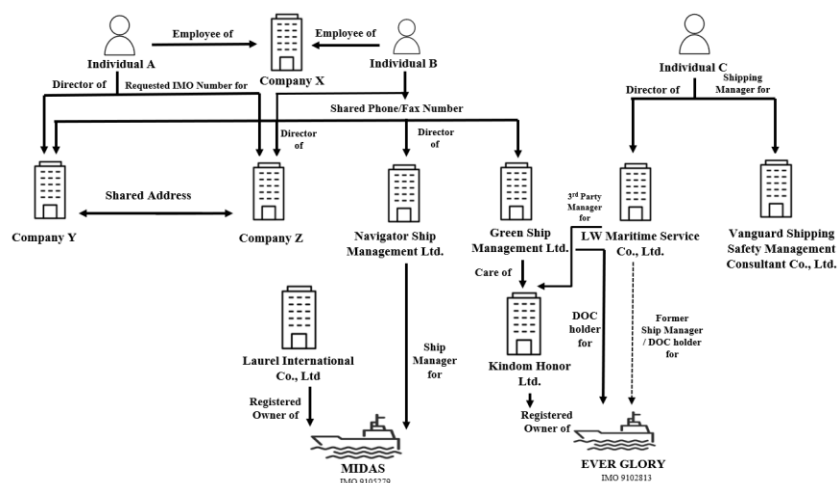 Employee of
Employee of
Individual A
Company X
Individual B
Individual C
Director of
Requested IMO Number for
Shared Phone/Fax Number
Director of
Shipping
Manager for
Director
of
Director
of
Shared Address
3rd Party
Manager
for
Company Y
Company Z
Navigator Ship
Management Ltd.
Green Ship
Management Ltd.
LW Maritime Service
Co., Ltd.
Vanguard Shipping
Safety Management
Consultant Co., Ltd.
Care of
Laurel International
Co., Ltd
Ship
Manager
for
Kindom Honor
Ltd.
DOC
holder
for
Former
Ship Manager
/ DOC holder
for
Registered
Owner of
Registered
Owner of
MIDAS
IMO 9105279
EVER GLORY
IMO 9102813